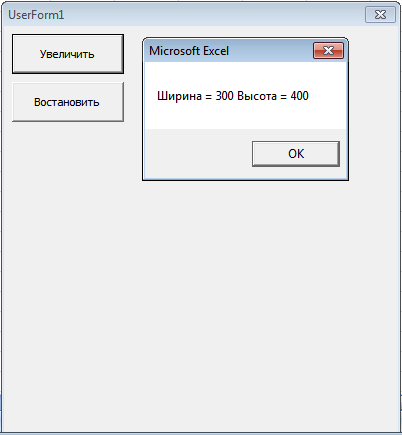 UserForm1
Увеличить
Востановить
Microsoft Excel
Ширина = 300 Высота = 400
OK